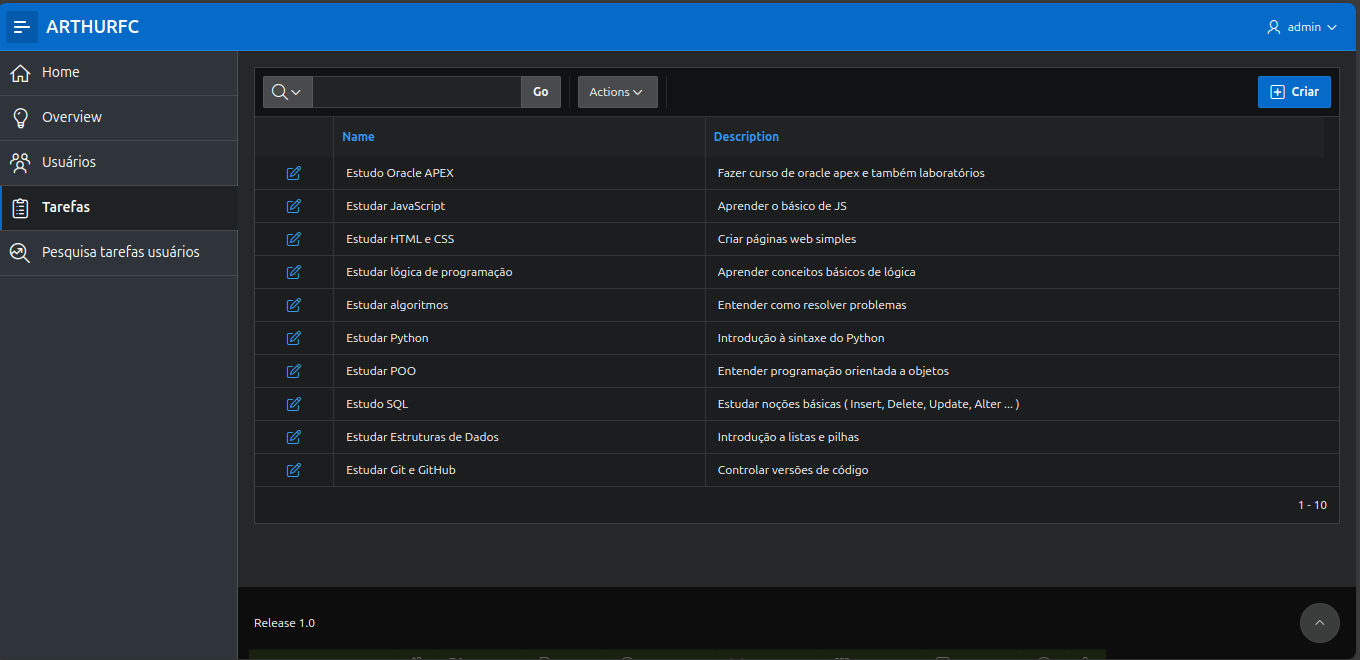 ARTHURFC
admin
Home
Overview
Usuários
Tarefas
Pesquisa tarefas usuários
Go
Actions
Criar
Name Description
Estudo Oracle APEX Fazer curso de oracle apex e também laboratórios
Estudar JavaScript Aprender o básico de JS
Estudar HTML e CSS Criar páginas web simples
Estudar lógica de programação Aprender conceitos básicos de lógica
Estudar algoritmos Entender como resolver problemas
Estudar Python Introdução à sintaxe do Python
Estudar POO Entender programação orientada a objetos
Estudo SQL Estudar noções básicas ( Insert, Delete, Update, Alter ... )
Estudar Estruturas de Dados Introdução a listas e pilhas
Estudar Git e GitHub Controlar versões de código
1 - 10
Release 1.0